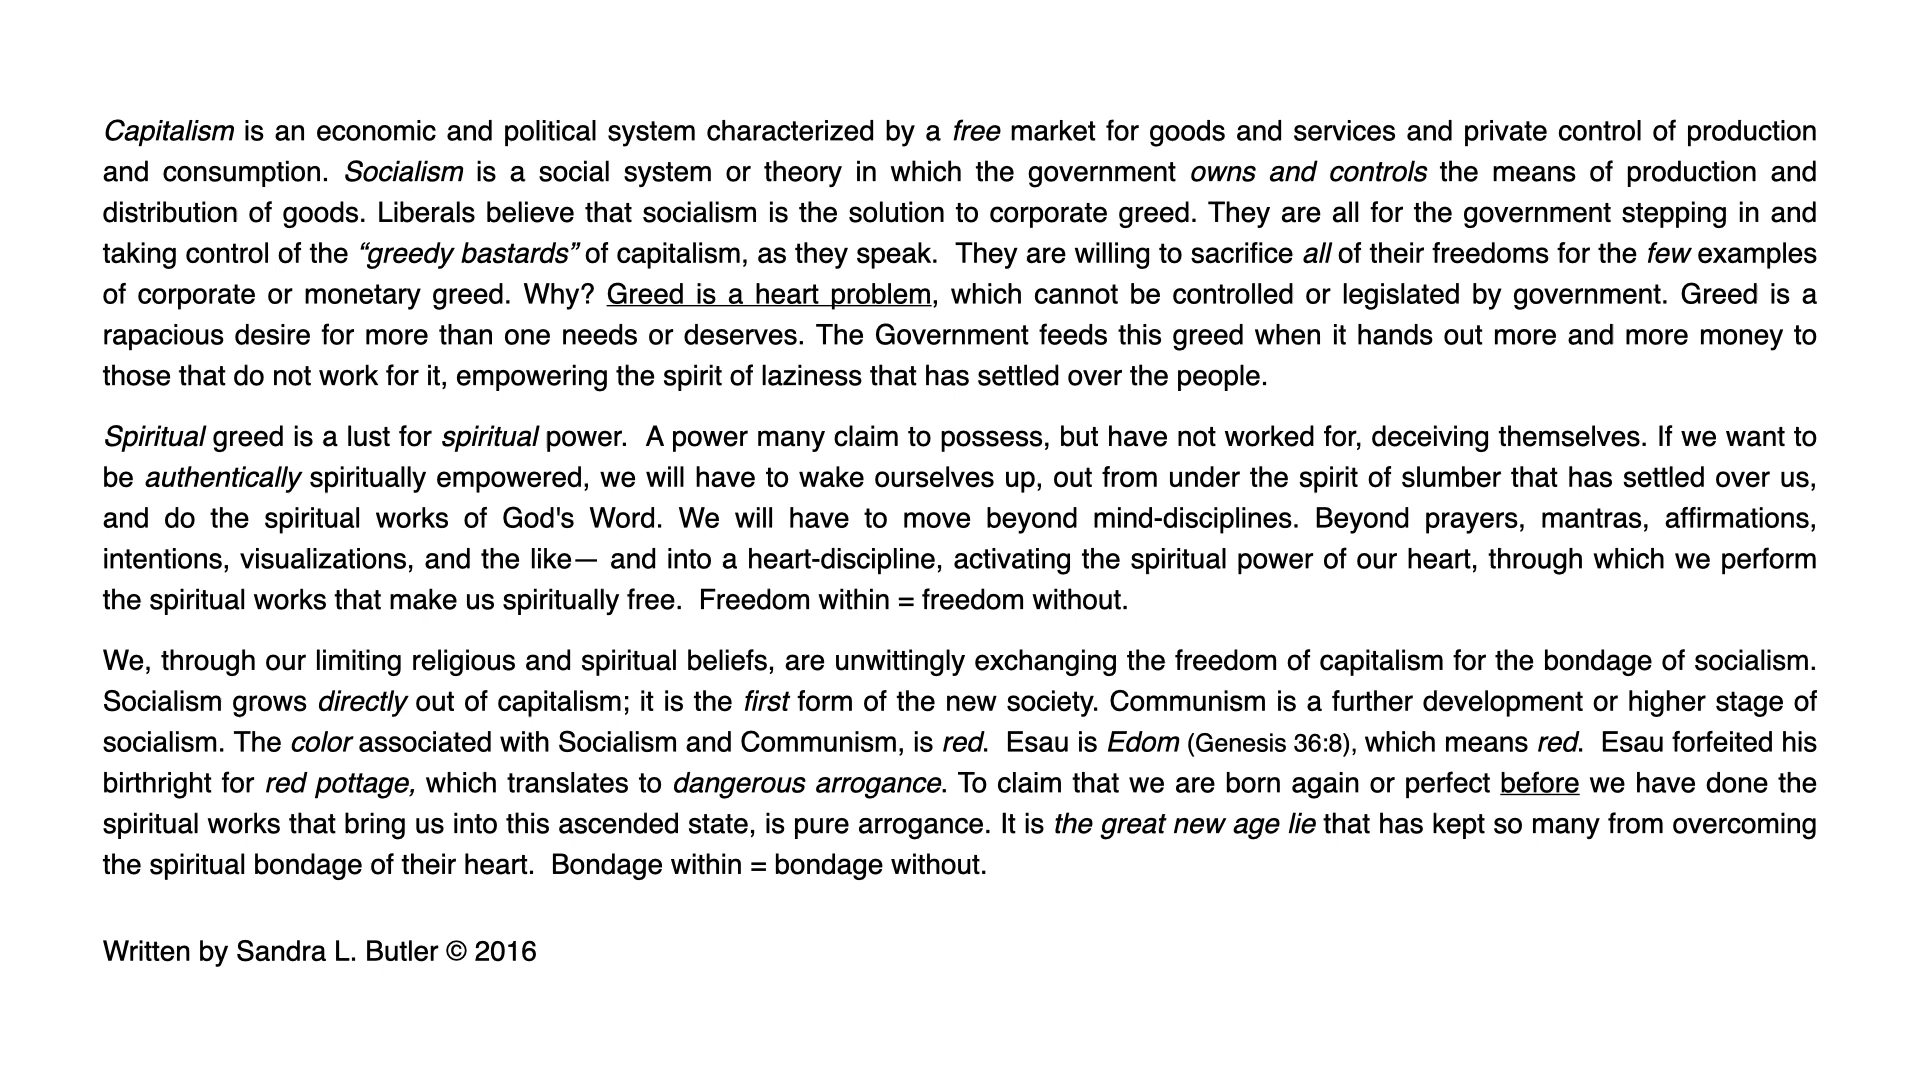 Capitalism is an economic and political system characterized by a free market for goods and services and private control of production
and consumption. Socialism is a social system or theory in which the government owns and controls the means of production and
distribution of goods. Liberals believe that socialism is the solution to corporate greed. They are all for the government stepping in and
taking control of the “greedy bastards” of capitalism, as they speak.  They are willing to sacrifice all of their freedoms for the few examples
of corporate or monetary greed. Why? Greed is a heart problem, which cannot be controlled or legislated by government. Greed is a
rapacious desire for more than one needs or deserves. The Government feeds this greed when it hands out more and more money to
those that do not work for it, empowering the spirit of laziness that has settled over the people.
Spiritual greed is a lust for spiritual power.  A power many claim to possess, but have not worked for, deceiving themselves. If we want to
be authentically spiritually empowered, we will have to wake ourselves up, out from under the spirit of slumber that has settled over us,
and do the spiritual works of God's Word. We will have to move beyond mind-disciplines. Beyond prayers, mantras, affirmations,
intentions, visualizations, and the like— and into a heart-discipline, activating the spiritual power of our heart, through which we perform
the spiritual works that make us spiritually free.  Freedom within = freedom without.
We, through our limiting religious and spiritual beliefs, are unwittingly exchanging the freedom of capitalism for the bondage of socialism.
Socialism grows directly out of capitalism; it is the first form of the new society. Communism is a further development or higher stage of
socialism. The color associated with Socialism and Communism, is red.  Esau is Edom (Genesis 36:8), which means red.  Esau forfeited his
birthright for red pottage, which translates to dangerous arrogance. To claim that we are born again or perfect before we have done the
spiritual works that bring us into this ascended state, is pure arrogance. It is the great new age lie that has kept so many from overcoming
the spiritual bondage of their heart.  Bondage within = bondage without.
Written by Sandra L. Butler © 2016